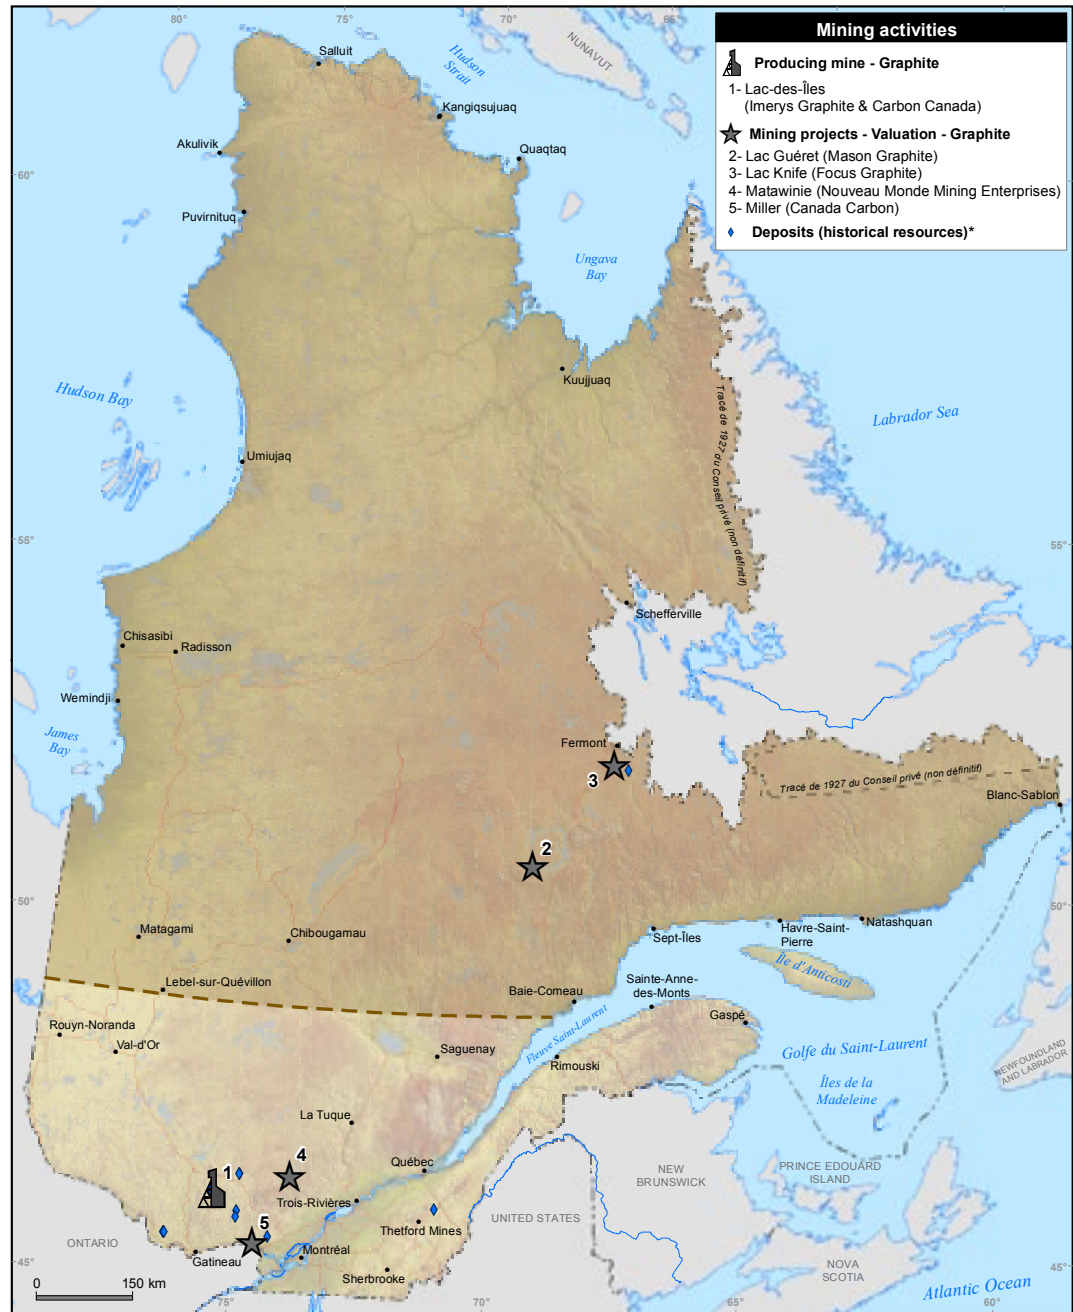 80°
75°
70°
65°
Mining activities
Producing mine - Graphite
1- Lac-des-Îles
(Imerys Graphite & Carbon Canada)
Mining projects - Valuation - Graphite
2- Lac Guéret (Mason Graphite)
3- Lac Knife (Focus Graphite)
4- Matawinie (Nouveau Monde Mining Enterprises)
5- Miller (Canada Carbon)
Deposits (historical resources)*
NUNAVUT
Hudson
Strait
Salluit
Kangiqsujuaq
Akulivik
Quaqtaq
60°
Puvirnituq
Ungava
Bay
Kuujjuaq
Hudson Bay
Labrador Sea
Tracé de 1927 du Conseil privé (non définitif)
Umiujaq
55°
55°
Schefferville
Chisasibi
Radisson
Wemindji
James
Bay
Fermont
3
Tracé de 1927 du Conseil privé (non définitif)
Blanc-Sablon
2
50°
50°
Matagami
Chibougamau
Sept-Îles
Havre-Saint-
Pierre
Natashquan
Île d'Anticosti
Lebel-sur-Quévillon
Baie-Comeau
Sainte-Anne-
des-Monts
Gaspé
Rouyn-Noranda
Val-d'Or
Saguenay
Fleuve Saint-Laurent
Rimouski
Golfe du Saint-Laurent
NEWFOUNDLAND
AND LABRADOR
Îles de la
Madeleine
La Tuque
1
4
Québec
Trois-Rivières
NEW
BRUNSWICK
PRINCE EDOUARD
ISLAND
5
Thetford Mines
UNITED STATES
ONTARIO
Gatineau
Montréal
Sherbrooke
NOVA
SCOTIA
Atlantic Ocean
45°
45°
0
150 km
75°
70°
65°
60°